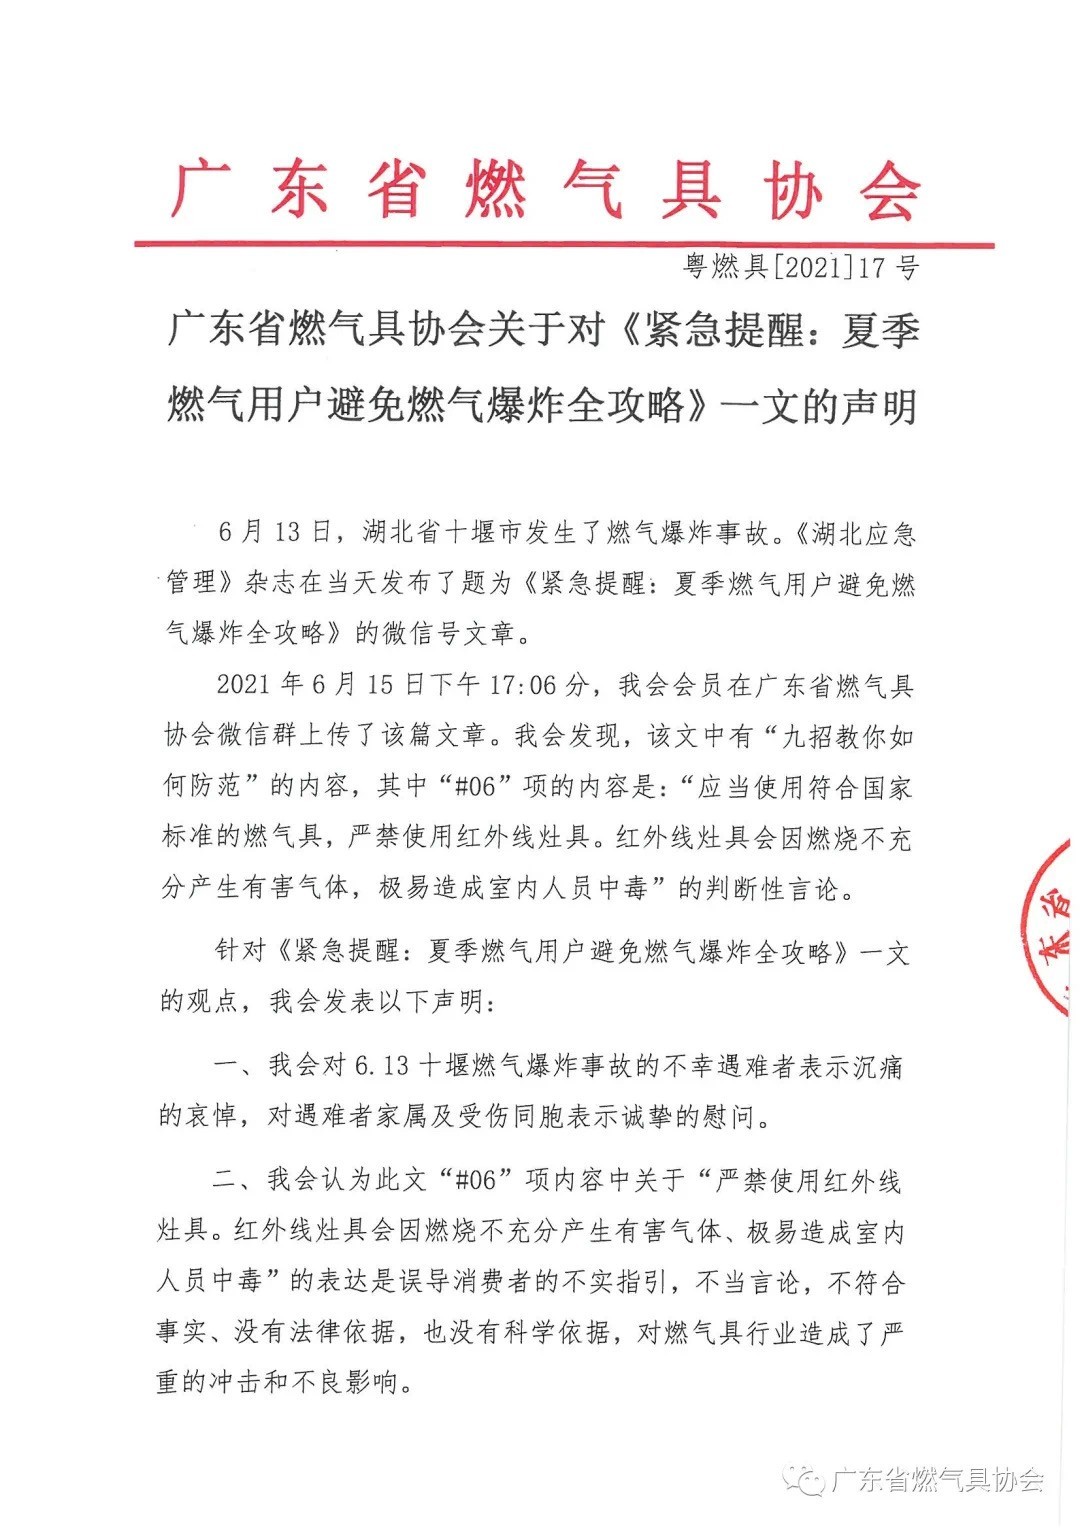 广东省燃气具协会
粤燃具[2021]17号
广东省燃气具协会关于对《紧急提醒：夏季
燃气用户避免燃气爆炸全攻略》一文的声明
6月13日，湖北省十堰市发生了燃气爆炸事故。《湖北应急
管理》杂志在当天发布了题为《紧急提醒：夏季燃气用户避免燃
气爆炸全攻略》的微信号文章。
2021年6月15日下午17:06分，我会会员在广东省燃气具
协会微信群上传了该篇文章。我会发现，该文中有“九招教你如
何防范”的内容，其中“#06”项的内容是：“应当使用符合国家
标准的燃气具，严禁使用红外线灶具。红外线灶具会因燃烧不充
分产生有害气体，极易造成室内人员中毒”的判断性言论。
针对《紧急提醒：夏季燃气用户避免燃气爆炸全攻略》一文
的观点，我会发表以下声明：
一、我会对6.13十堰燃气爆炸事故的不幸遇难者表示沉痛
的哀悼，对遇难者家属及受伤同胞表示诚挚的慰问。
二、我会认为此文“#06”项内容中关于“严禁使用红外线
灶具。红外线灶具会因燃烧不充分产生有害气体、极易造成室内
人员中毒”的表达是误导消费者的不实指引，不当言论，不符合
事实、没有法律依据，也没有科学依据，对燃气具行业造成了严
重的冲击和不良影响。
东省
广东省燃气具协会